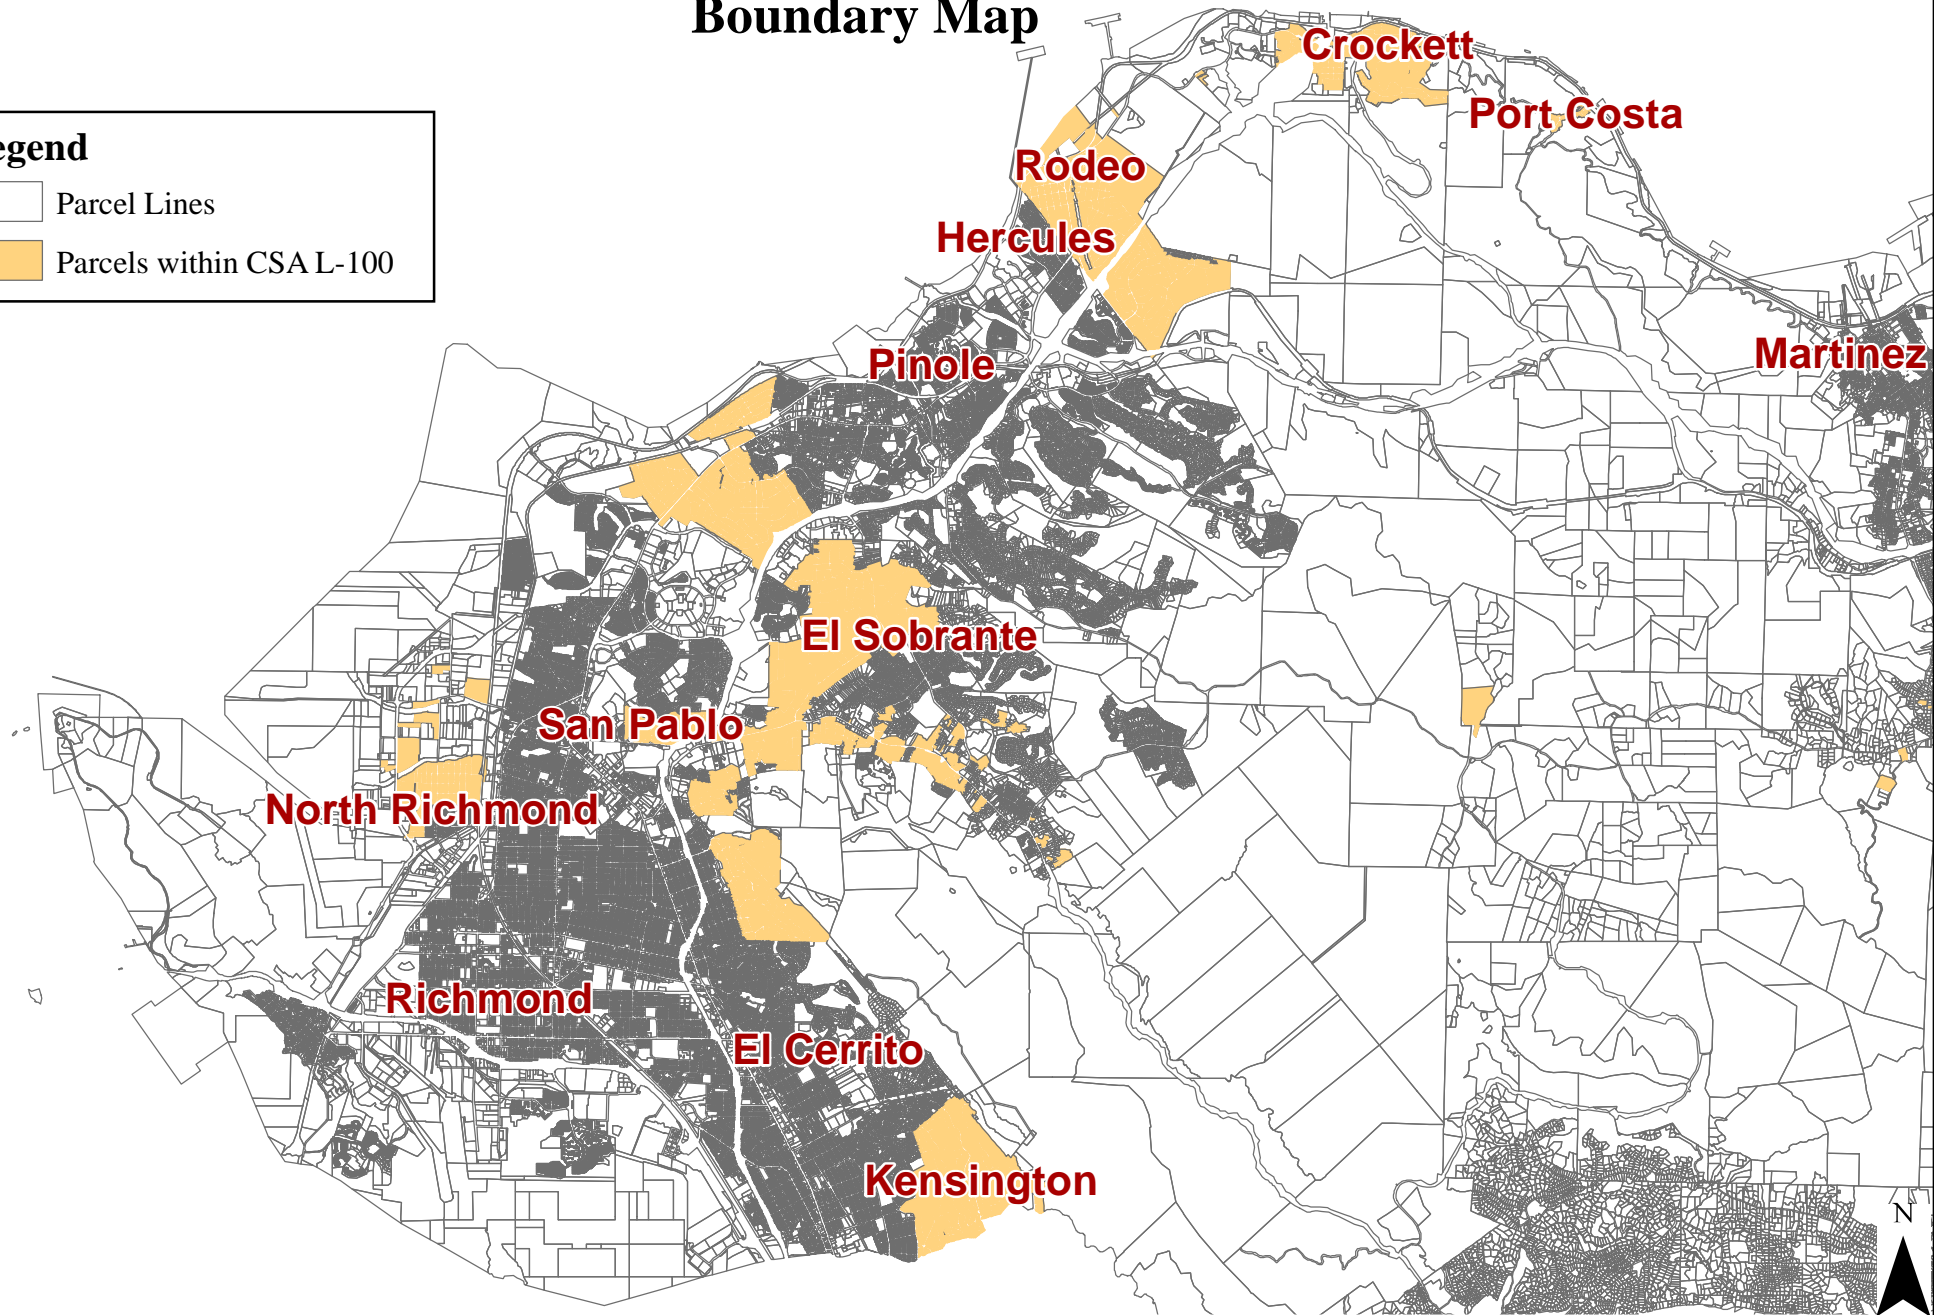 Boundary Map
egend
Parcel Lines
Parcels within CSA L-100
Crockett
Port Costa
Rodeo
Hercules
Martinez
Pinole
El Sobrante
San Pablo
North Richmond
Richmond
El Cerrito
Kensington
N